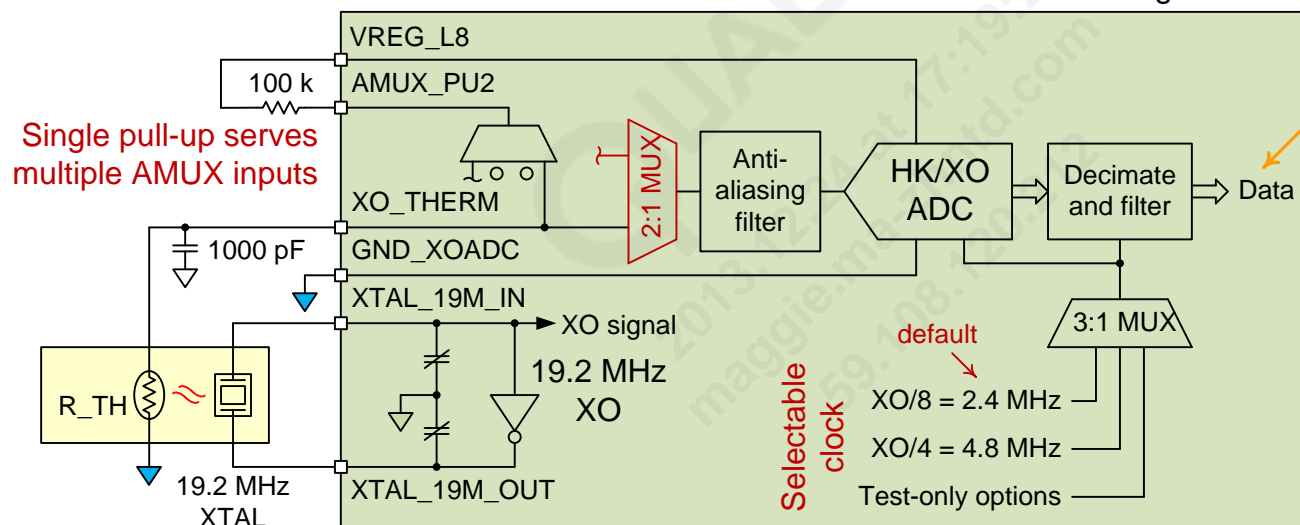 VREG_L8
100 k
AMUX_PU2
Single pull-up serves
multiple AMUX inputs
XO_THERM
1000 pF
GND_XOADC
2:1 MUX
Anti-
aliasing
filter
HK/XO
ADC
Decimate
and filter
Data
XTAL_19M_IN
XO signal
19.2 MHz
XO
R_TH
XTAL_19M_OUT
19.2 MHz
XTAL
3:1 MUX
default
Selectable
clock
XO/8 = 2.4 MHz
XO/4 = 4.8 MHz
Test-only options